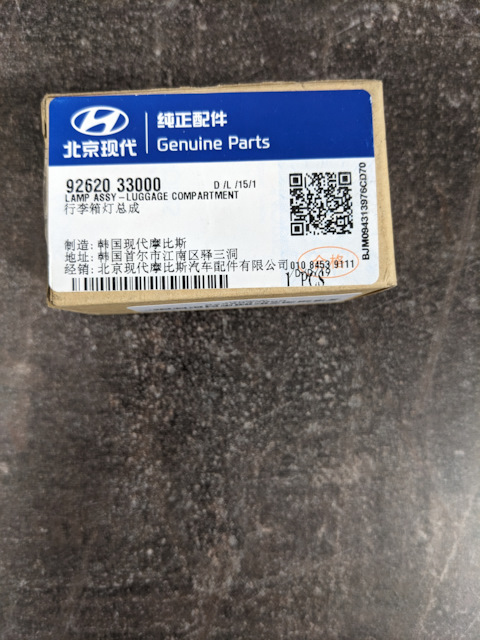 北京现代
纯正配件
Genuine Parts
92620 33000
D /L /15/1
LAMP ASSY-LUGGAGE COMPARTMENT
行李箱灯总成
制造: 韩国现代摩比斯
地址: 韩国首尔市江南区驿三洞
经销: 北京现代摩比斯汽车配件有限公司
010 8453 9111
1 PCS
合格
BJM094313976CD70